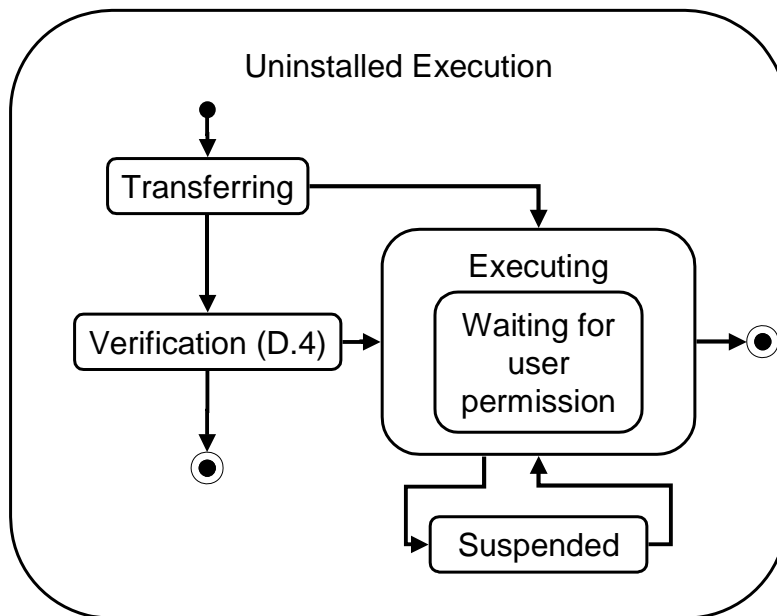 Uninstalled Execution
Transferring
Executing
Waiting for
user
permission
Verification (D.4)
Suspended